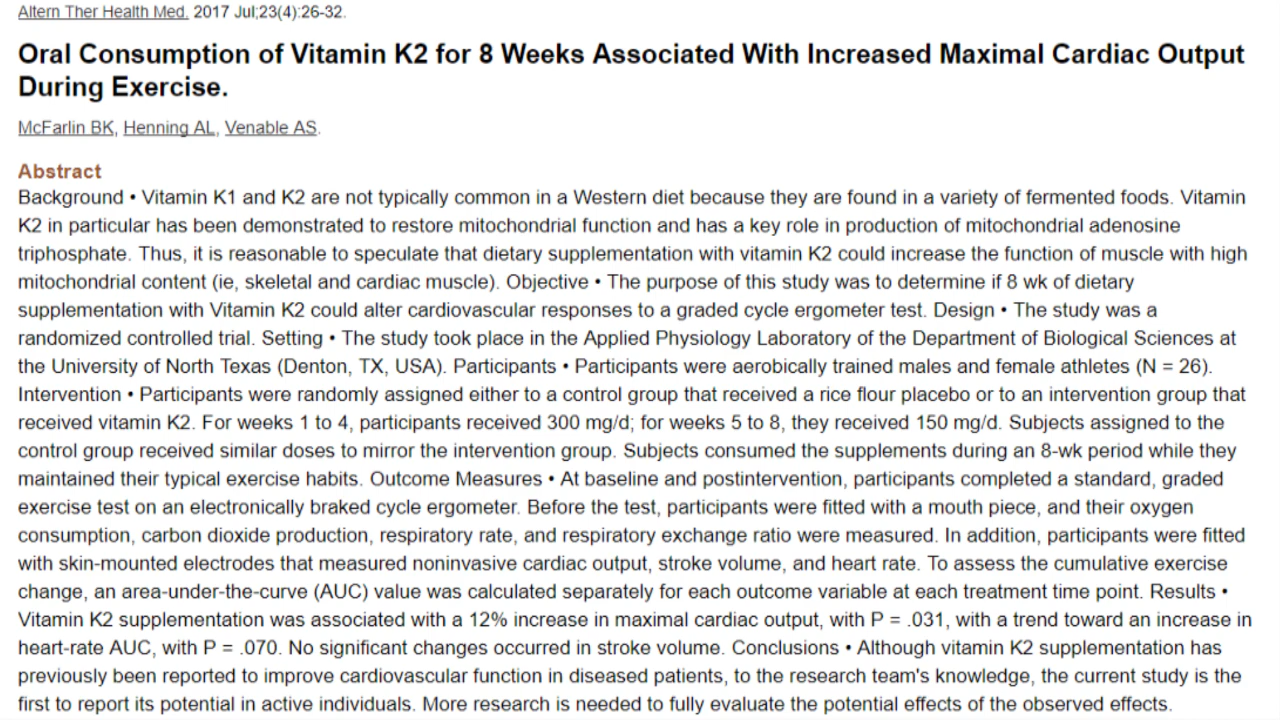 Altern Ther Health Med. 2017 Jul;23(4):26-32.
Oral Consumption of Vitamin K2 for 8 Weeks Associated With Increased Maximal Cardiac Output
During Exercise.
McFarlin BK, Henning AL, Venable AS.
Abstract
Background • Vitamin K1 and K2 are not typically common in a Western diet because they are found in a variety of fermented foods. Vitamin
K2 in particular has been demonstrated to restore mitochondrial function and has a key role in production of mitochondrial adenosine
triphosphate. Thus, it is reasonable to speculate that dietary supplementation with vitamin K2 could increase the function of muscle with high
mitochondrial content (ie, skeletal and cardiac muscle). Objective • The purpose of this study was to determine if 8 wk of dietary
supplementation with Vitamin K2 could alter cardiovascular responses to a graded cycle ergometer test. Design • The study was a
randomized controlled trial. Setting • The study took place in the Applied Physiology Laboratory of the Department of Biological Sciences at
the University of North Texas (Denton, TX, USA). Participants • Participants were aerobically trained males and female athletes (N = 26).
Intervention • Participants were randomly assigned either to a control group that received a rice flour placebo or to an intervention group that
received vitamin K2. For weeks 1 to 4, participants received 300 mg/d; for weeks 5 to 8, they received 150 mg/d. Subjects assigned to the
control group received similar doses to mirror the intervention group. Subjects consumed the supplements during an 8-wk period while they
maintained their typical exercise habits. Outcome Measures • At baseline and postintervention, participants completed a standard, graded
exercise test on an electronically braked cycle ergometer. Before the test, participants were fitted with a mouth piece, and their oxygen
consumption, carbon dioxide production, respiratory rate, and respiratory exchange ratio were measured. In addition, participants were fitted
with skin-mounted electrodes that measured noninvasive cardiac output, stroke volume, and heart rate. To assess the cumulative exercise
change, an area-under-the-curve (AUC) value was calculated separately for each outcome variable at each treatment time point. Results •
Vitamin K2 supplementation was associated with a 12% increase in maximal cardiac output, with P = .031, with a trend toward an increase in
heart-rate AUC, with P = .070. No significant changes occurred in stroke volume. Conclusions • Although vitamin K2 supplementation has
previously been reported to improve cardiovascular function in diseased patients, to the research team's knowledge, the current study is the
first to report its potential in active individuals. More research is needed to fully evaluate the potential effects of the observed effects.